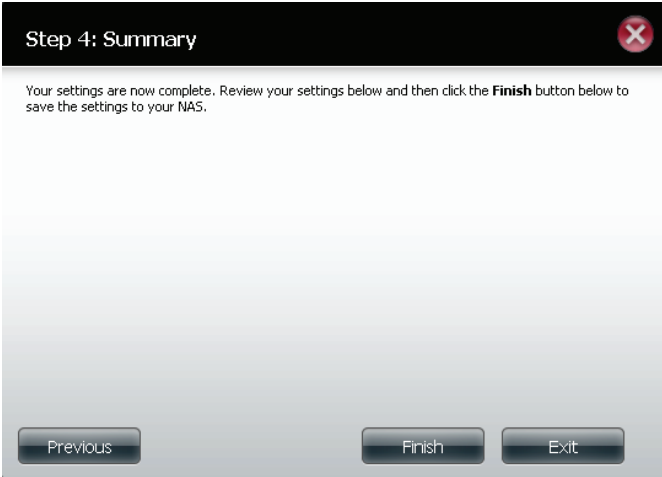 Step 4: Summary
Your settings are now complete. Review your settings below and then click the Finish button below to
save the settings to your NAS.
Previous
Finish
Exit